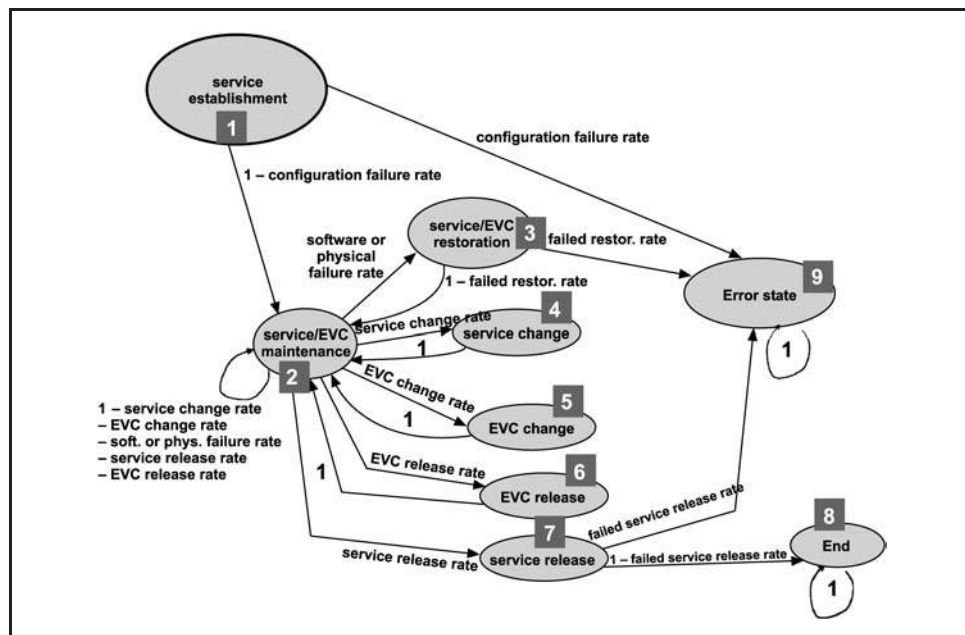 service
establishment
1
configuration failure rate
1 – configuration failure rate
service/EVC
restoration
3
failed restor. rate
software or
physical
failure rate
1 – failed restor. rate
9
Error state
1
4
service change rate
service change
1
service/EVC
maintenance
2
EVC change rate
5
EVC change
1
1 – service change rate
– EVC change rate
– soft. or phys. failure rate
– service release rate
– EVC release rate
EVC release rate
6
EVC release
1
failed service release rate
7
service release
service release rate
1 – failed service release rate
8
End
1